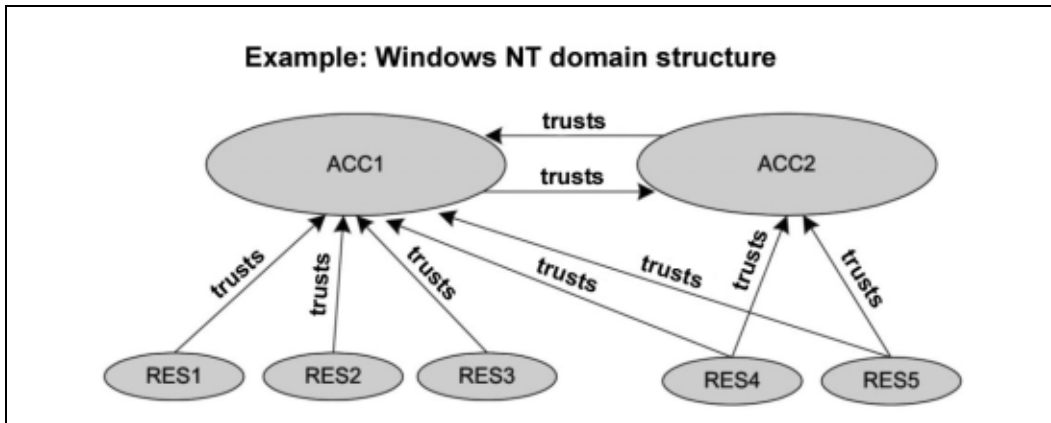 Example: Windows NT domain structure
trusts
ACC1
ACC2
trusts
trusts
trusts
trusts
trusts
trusts
trusts
trusts
RES1
RES2
RES3
RES4
RES5